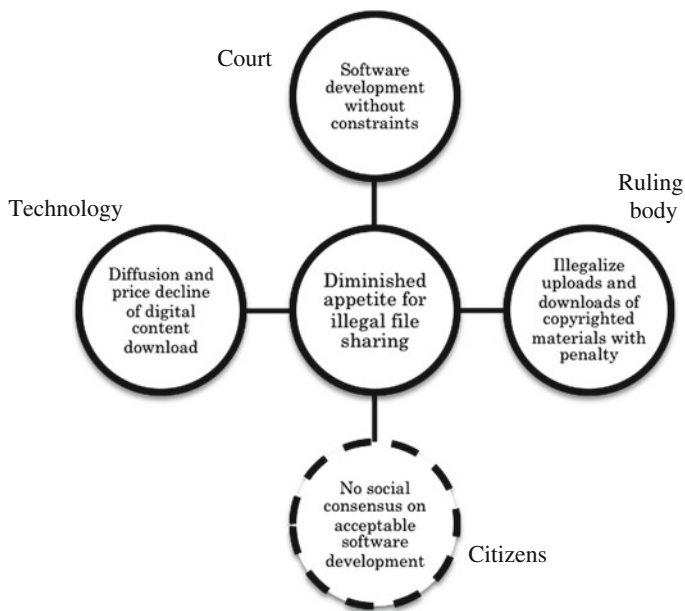 Court
Software
development
without
constraints
Ruling
body
Technology
Diffusion and
price decline
of digital
content
download
Diminished
appetite for
illegal file
sharing
Illegalize
uploads and
downloads of
copyrighted
materials with
penalty
No social
consensus on
acceptable
software
development
Citizens